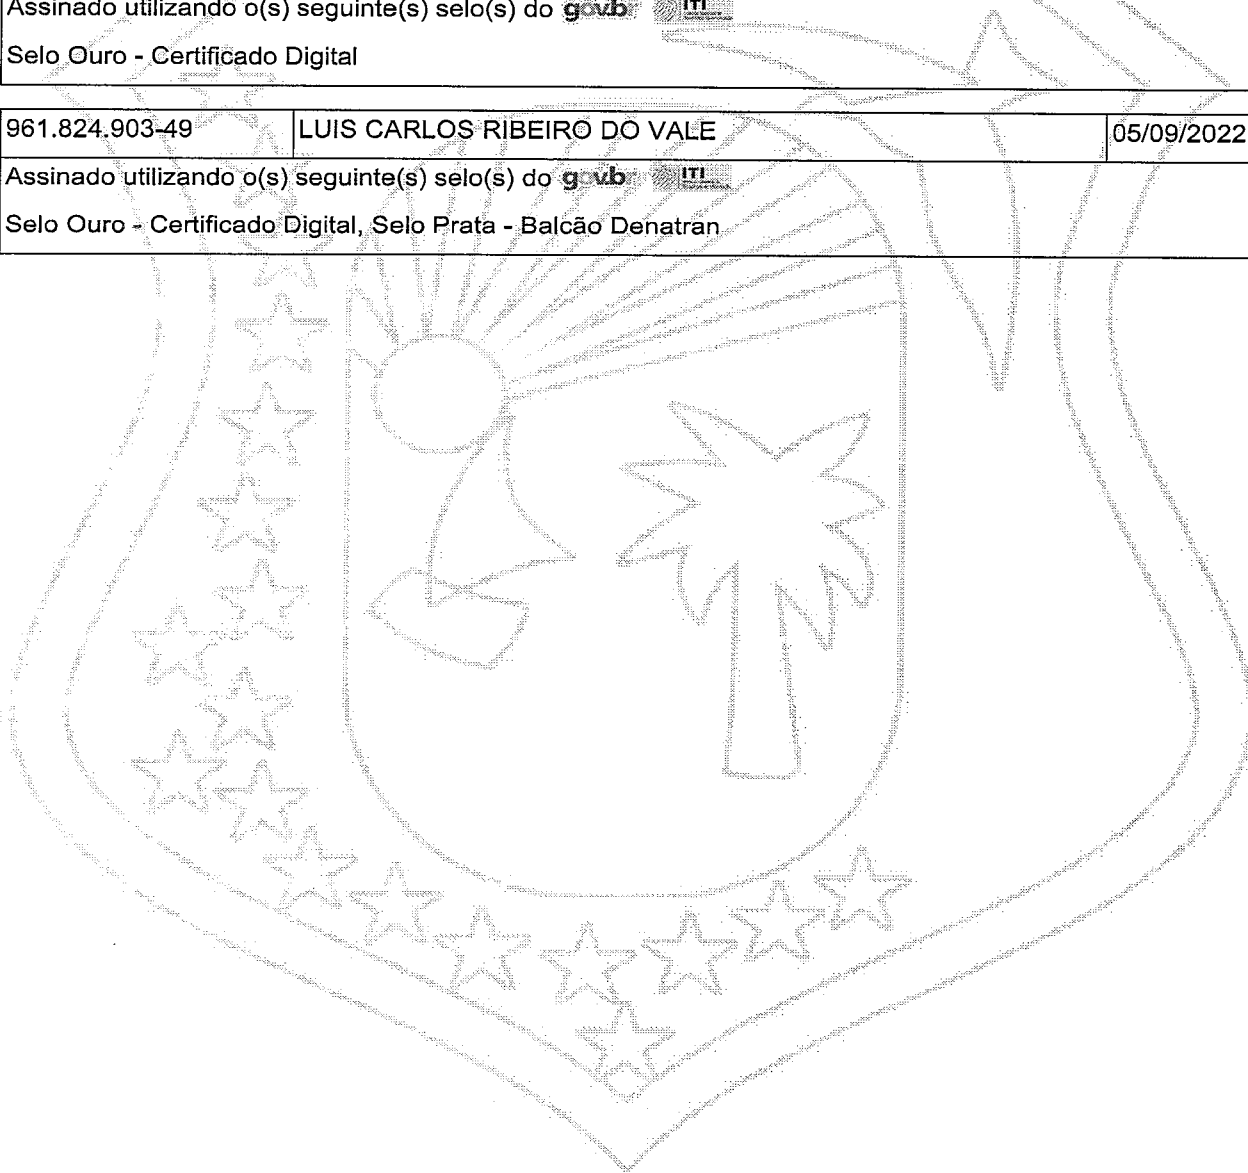 Assinado utilizando o(s) seguinte(s) selo(s) do gov.br ITI
Selo Ouro - Certificado Digital
961.824.903-49 LUIS CARLOS RIBEIRO DO VALE 05/09/2022
Assinado utilizando o(s) seguinte(s) selo(s) do gov.br ITI
Selo Ouro - Certificado Digital, Selo Prata - Balcão Denatran